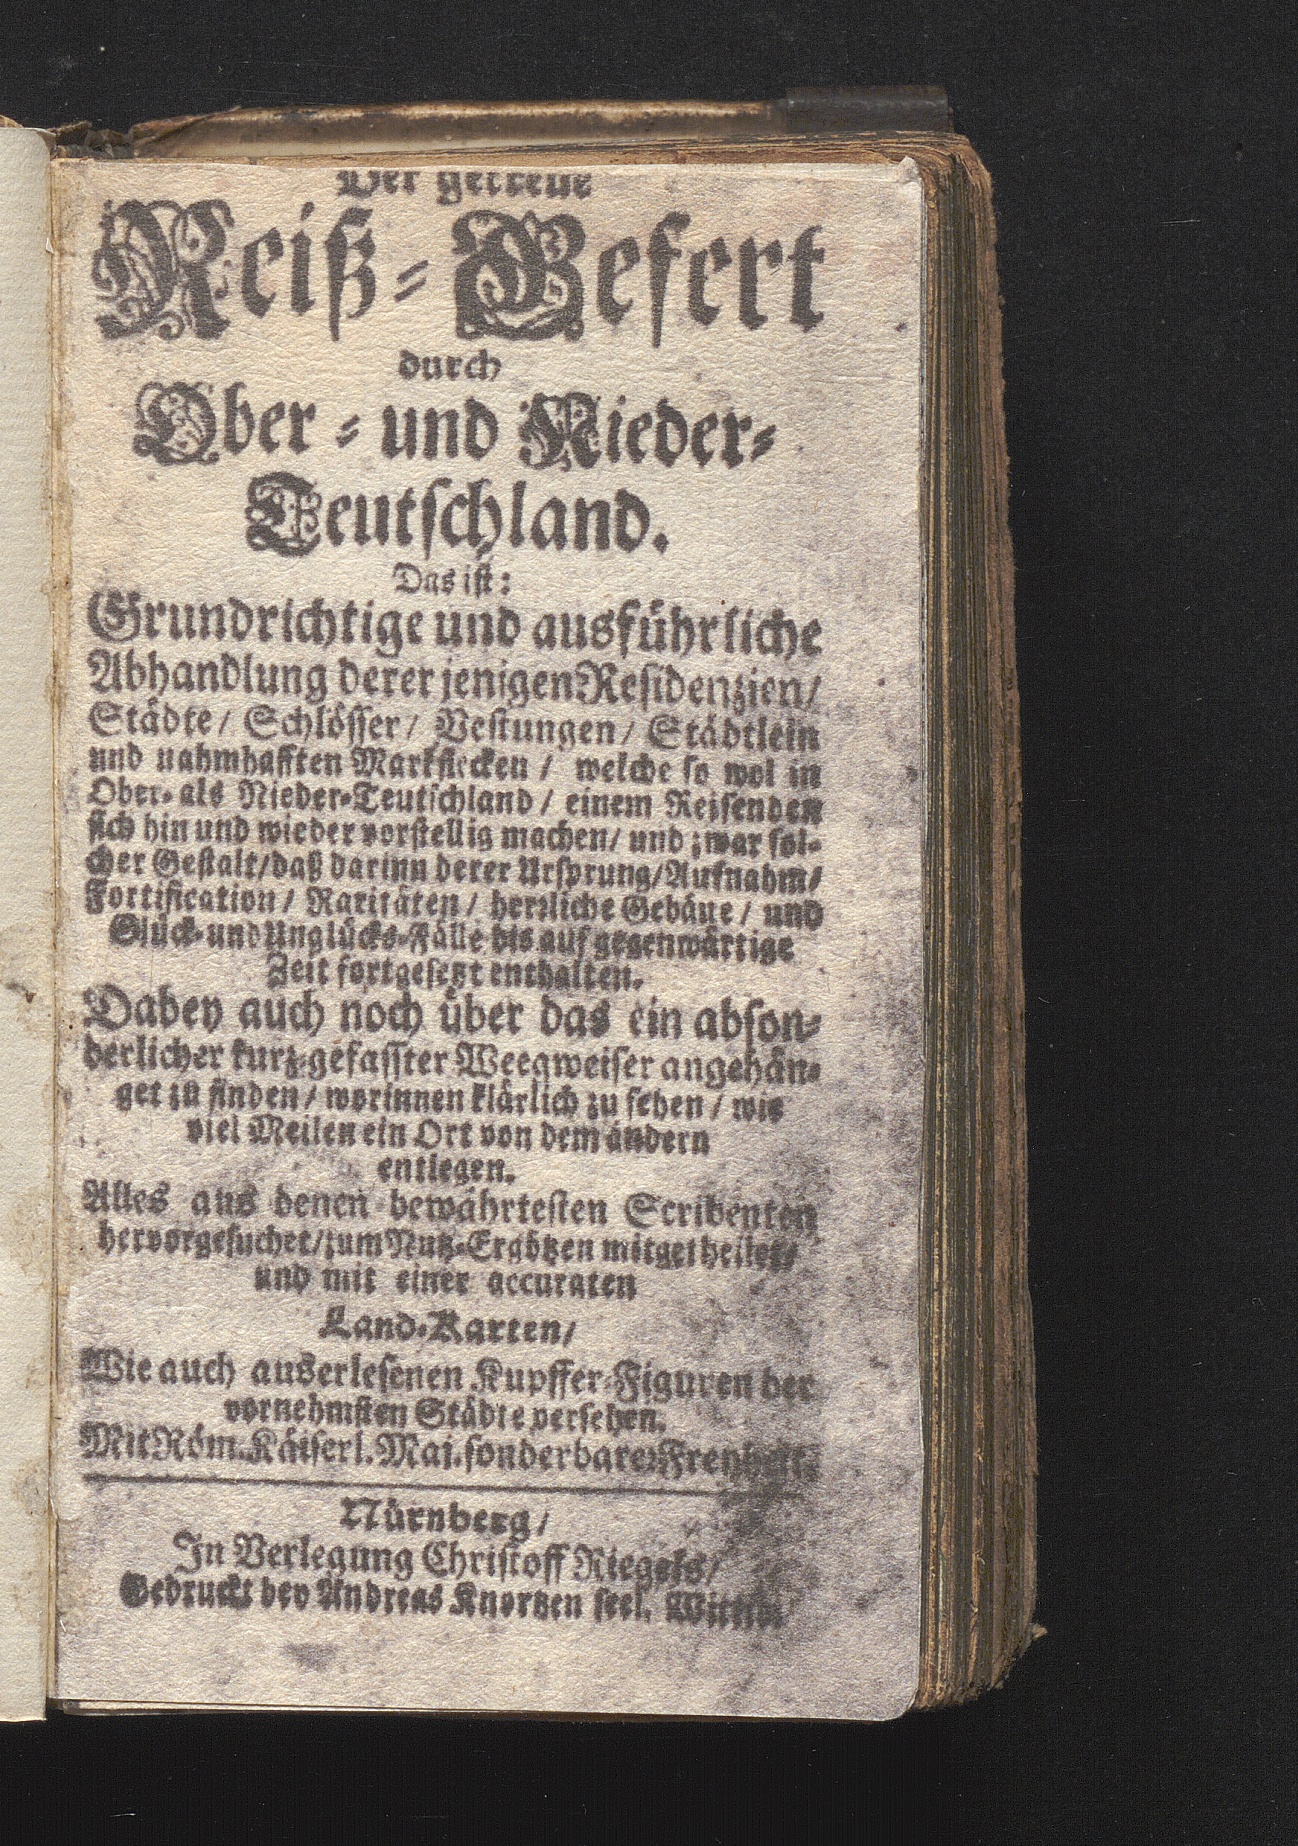 Der getreue
Reiß-Gefert
durch
Ober- und Nieder-
Teutschland.
Das ist:
Grundrichtige und ausführliche
Abhandlung derer jenigen Residenzien/
Städte/ Schlösser/ Vestungen/ Städtlein
und nahmhafften Marktflecken/ welche so wol in
Ober- als Nieder-Teutschland/ einem Reisenden
sich hin und wieder vorstellig machen/ und zwar sol-
cher Gestalt/ daß darinn derer Ursprung/ Aufnahm/
Fortification/ Raritäten/ herrliche Gebäue/ und
Glück- und Unglücks-Fälle bis auf gegenwärtige
Zeit fortgesetzt enthalten.
Dabey auch noch über das ein abson-
derlicher kurz-gefasster Weegweiser angehän-
get zu finden/ worinnen klärlich zu sehen/ wie
viel Meilen ein Ort von dem andern
entlegen.
Alles aus denen bewährtesten Scribenten
hervorgesuchet/ zum Nutz-Ergötzen mitgetheilet/
und mit einer accuraten
Land-Karten/
Wie auch auserlesenen Kupffer-Figuren der
vornehmsten Städte versehen.
Mit Röm. Käiserl. Maj. sonderbarer Freyheit.
Nürnberg/
In Verlegung Christoff Riegels/
Gedruckt bey Andreas Knortzen seel. Wittib.